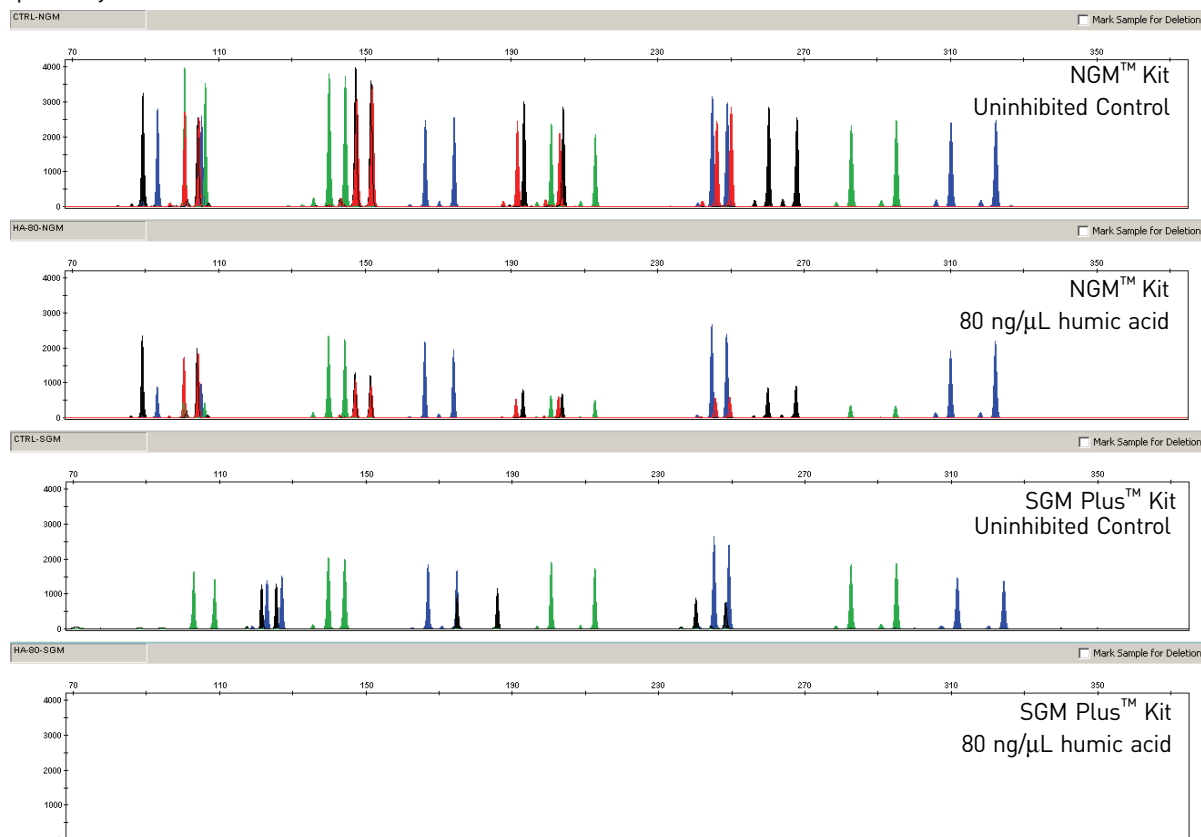 CTRL-NGM
Mark Sample for Deletion
70 110 150 190 230 270 310 350
4000
3000
2000
1000
0
NGM™ Kit
Uninhibited Control
HA-80-NGM
Mark Sample for Deletion
70 110 150 190 230 270 310 350
4000
3000
2000
1000
0
NGM™ Kit
80 ng/µL humic acid
CTRL-SGM
Mark Sample for Deletion
70 110 150 190 230 270 310 350
4000
3000
2000
1000
0
SGM Plus™ Kit
Uninhibited Control
HA-80-SGM
Mark Sample for Deletion
70 110 150 190 230 270 310 350
4000
3000
2000
1000
SGM Plus™ Kit
80 ng/µL humic acid